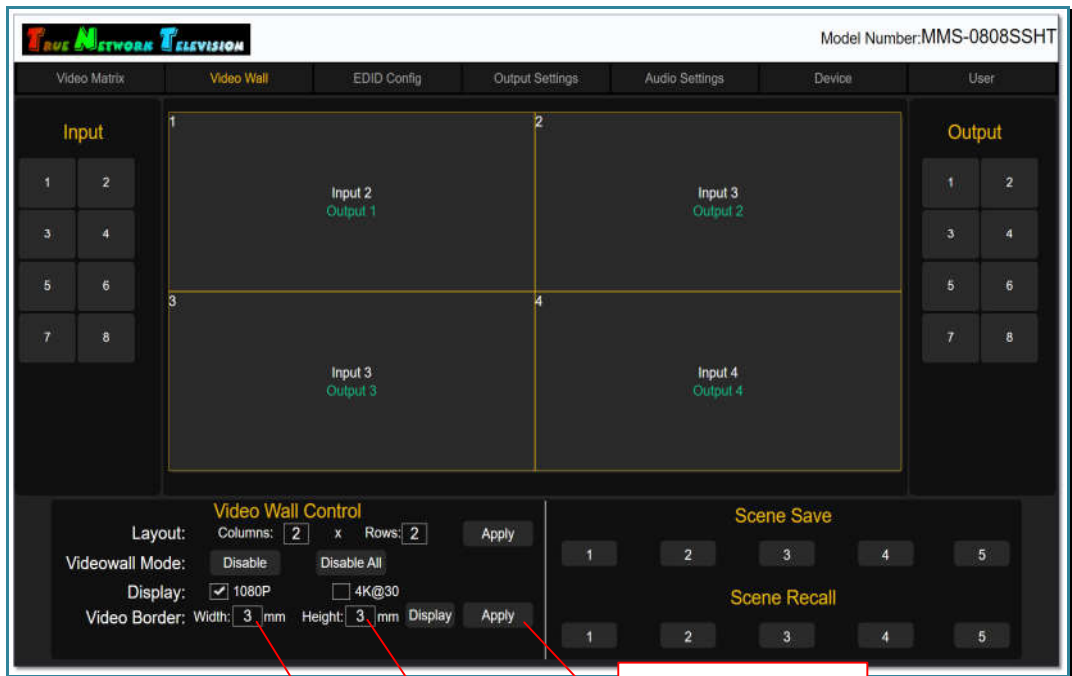 True Network Television
Model Number:MMS-0808SSHT
Video Matrix Video Wall EDID Config Output Settings Audio Settings Device User
Input
1 2
3 4
5 6
7 8
1
Input 2
Output 1
2
Input 3
Output 2
3
Input 3
Output 3
4
Input 4
Output 4
Output
1 2
3 4
5 6
7 8
Video Wall Control
Layout: Columns: 2 x Rows: 2 Apply
Videowall Mode: Disable Disable All
Display: 1080P 4K@30
Video Border: Width: 3 mm Height: 3 mm Display Apply
Scene Save
1 2 3 4 5
Scene Recall
1 2 3 4 5